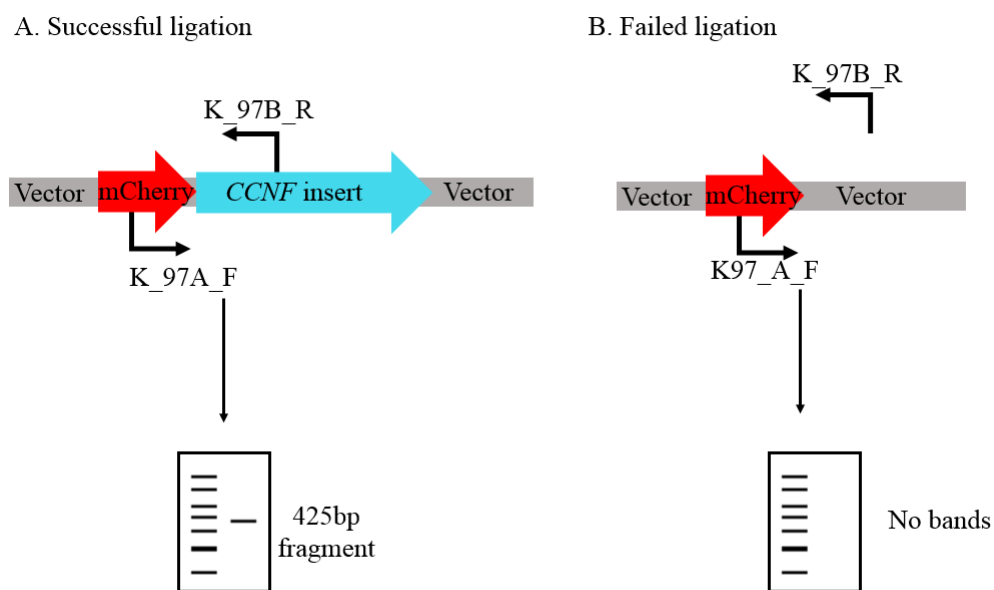 A. Successful ligation
K_97B_R
Vector
mCherry
CCNF insert
Vector
K_97A_F
425bp
fragment
B. Failed ligation
K_97B_R
Vector
mCherry
Vector
K97_A_F
No bands